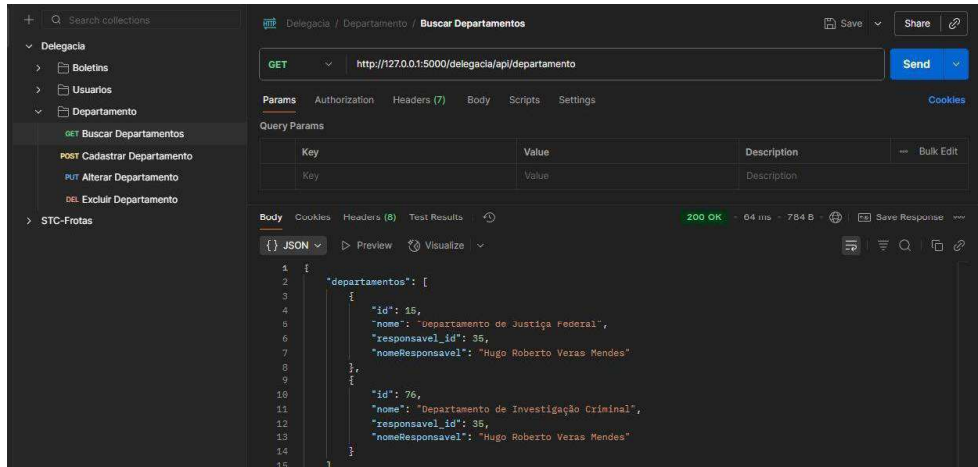 Search collections
Delegacia
Boletins
Usuarios
Departamento
GET Buscar Departamentos
POST Cadastrar Departamento
PUT Alterar Departamento
DEL Excluir Departamento
STC-Frotas
HTTP Delegacia / Departamento / Buscar Departamentos
Save Share
GET http://127.0.0.1:5000/delegacia/api/departamento Send
Params Authorization Headers (7) Body Scripts Settings Cookies
Query Params
Key Value Description Bulk Edit
Key Value Description
Body Cookies Headers (8) Test Results 200 OK 64 ms 784 B Save Response
{} JSON Preview Visualize
1 {
2 "departamentos": [
3 {
4 "id": 15,
5 "nome": "Departamento de Justiça Federal",
6 "responsavel_id": 35,
7 "nomeResponsavel": "Hugo Roberto Veras Mendes"
8 },
9 {
10 "id": 76,
11 "nome": "Departamento de Investigação Criminal",
12 "responsavel_id": 35,
13 "nomeResponsavel": "Hugo Roberto Veras Mendes"
14 }
15 ]